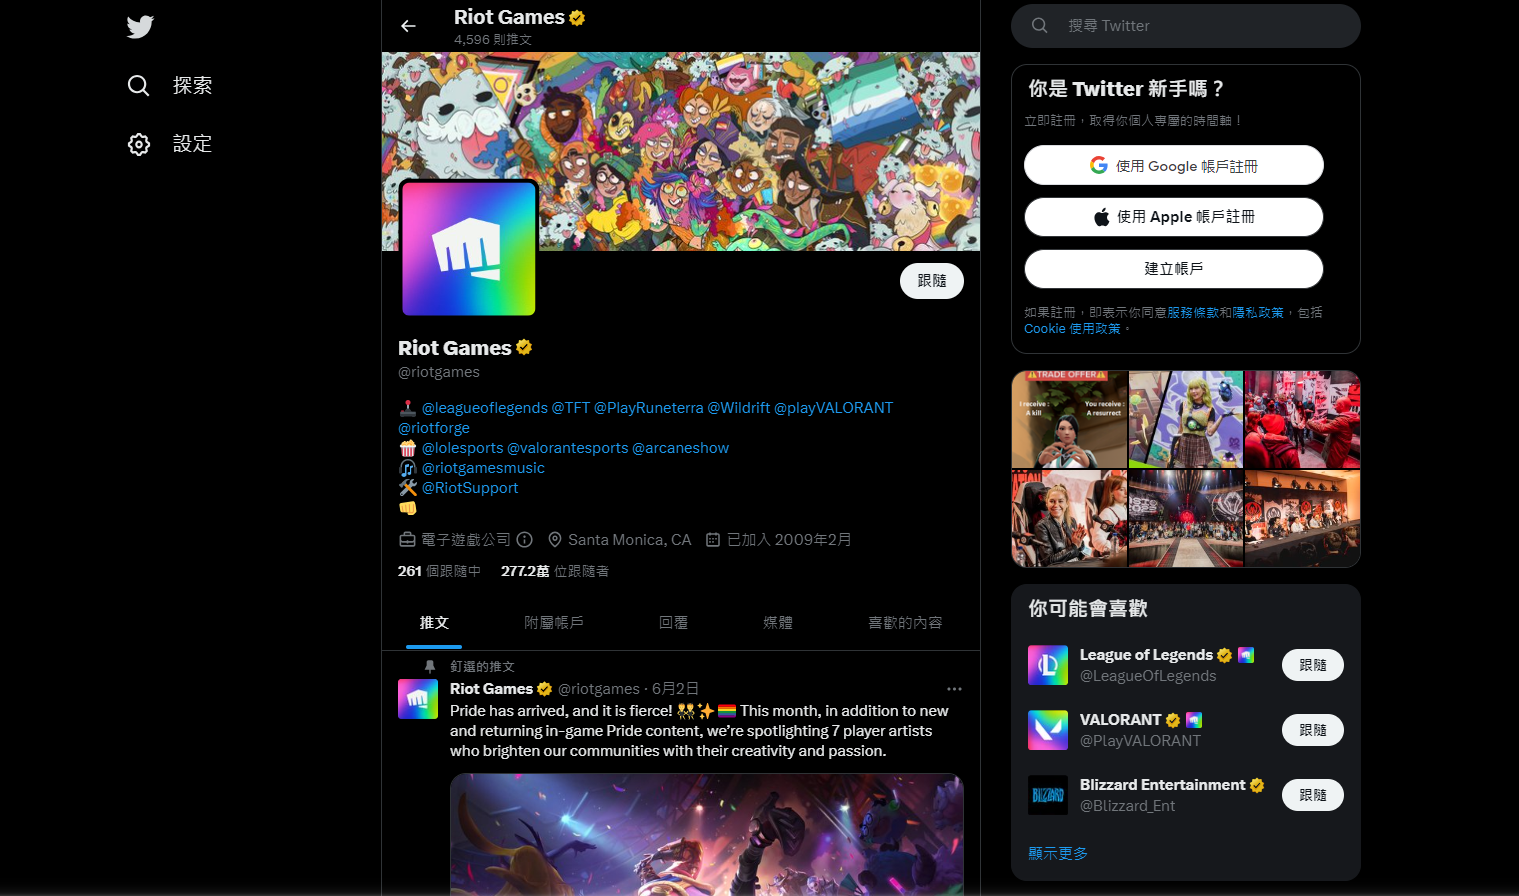 探索
設定
Riot Games
4,596 則推文
跟隨
Riot Games
@riotgames
@leagueoflegends @TFT @PlayRuneterra @Wildrift @playVALORANT
@riotforge
@lolesports @valorantesports @arcaneshow
@riotgamesmusic
@RiotSupport
電子遊戲公司 Santa Monica, CA 已加入 2009年2月
261 個跟隨中 277.2萬 位跟隨者
推文 附屬帳戶 回覆 媒體 喜歡的內容
釘選的推文
Riot Games @riotgames · 6月2日
Pride has arrived, and it is fierce! 👯✨🏳️‍🌈 This month, in addition to new
and returning in-game Pride content, we’re spotlighting 7 player artists
who brighten our communities with their creativity and passion.
搜尋 Twitter
你是 Twitter 新手嗎？
立即註冊，取得你個人專屬的時間軸！
使用 Google 帳戶註冊
使用 Apple 帳戶註冊
建立帳戶
如果註冊，即表示你同意服務條款和隱私政策，包括
Cookie 使用政策。
⚠TRADE OFFER⚠
I receive : You receive :
A kill A resurrect
你可能會喜歡
League of Legends
@LeagueOfLegends
跟隨
VALORANT
@PlayVALORANT
跟隨
BLIZZARD
Blizzard Entertainment
@Blizzard_Ent
跟隨
顯示更多